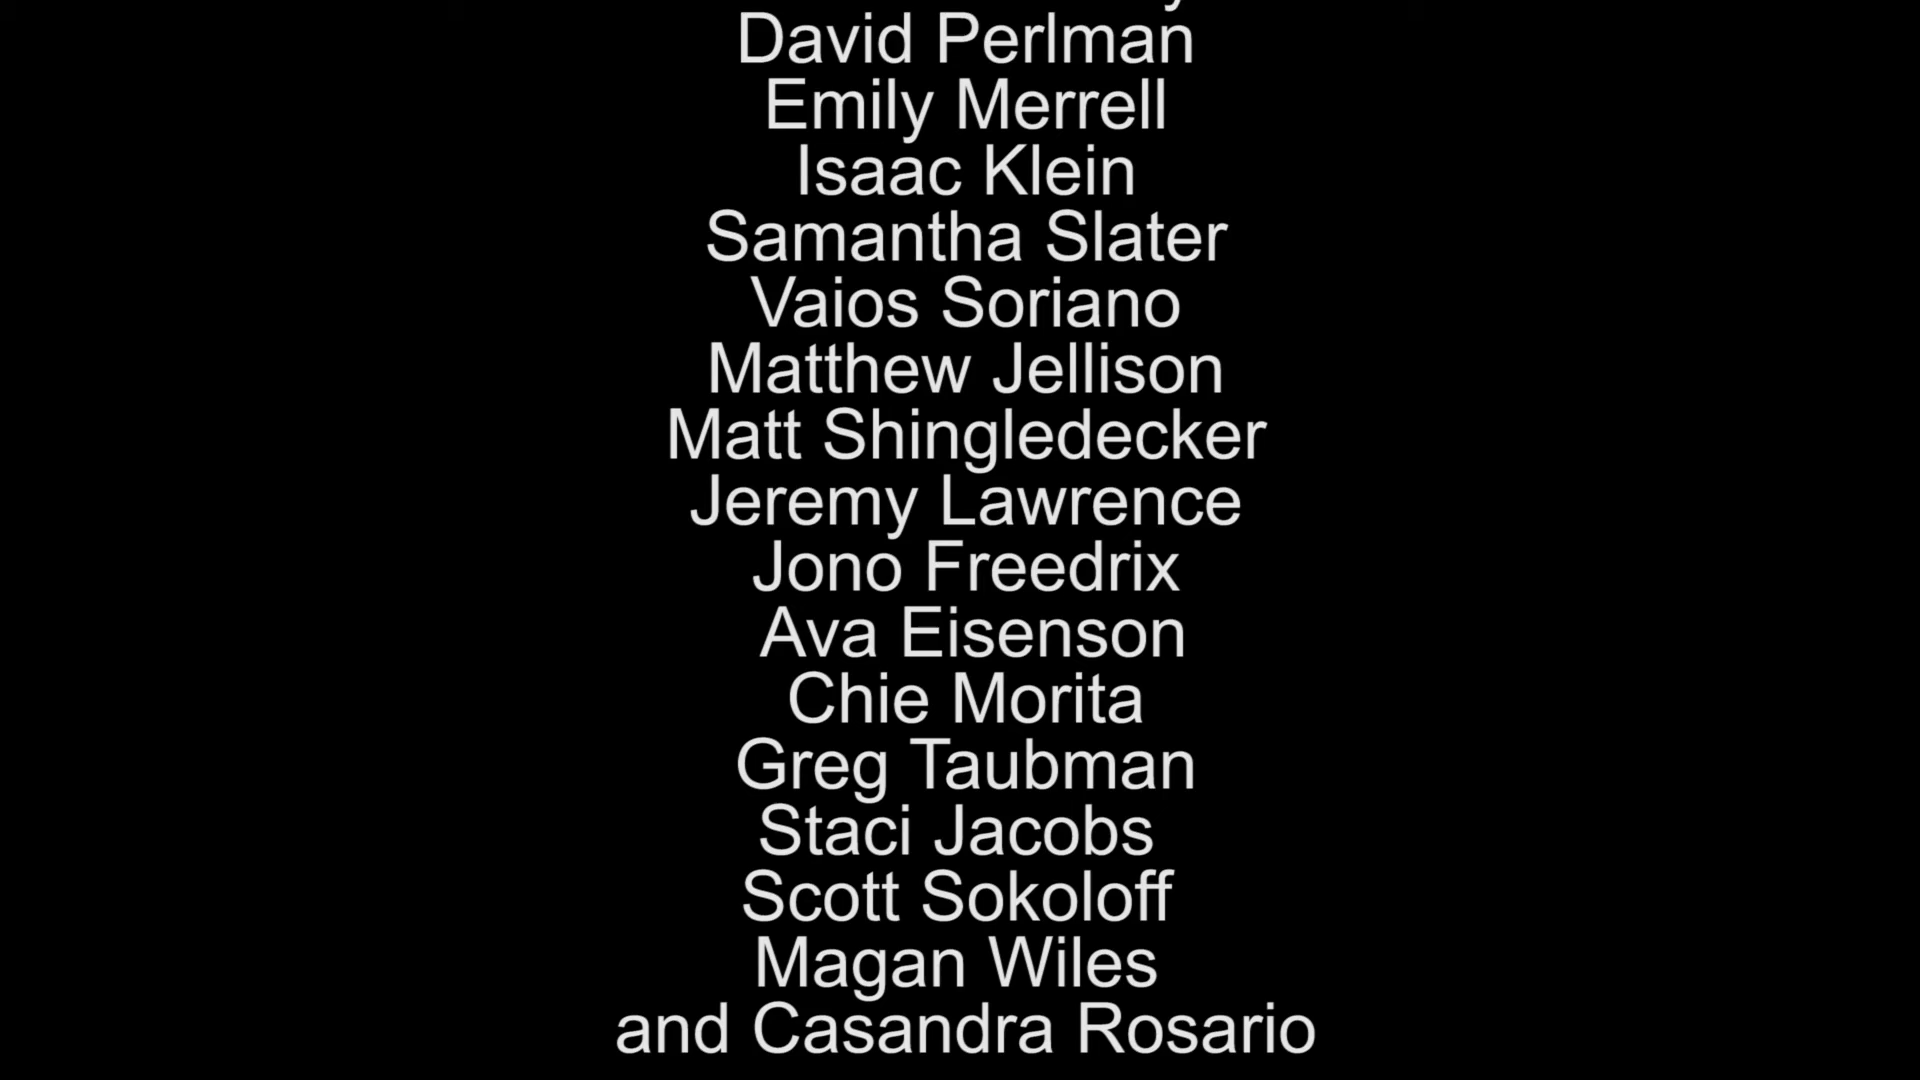 David Perlman
Emily Merrell
Isaac Klein
Samantha Slater
Vaios Soriano
Matthew Jellison
Matt Shingledecker
Jeremy Lawrence
Jono Freedrix
Ava Eisenson
Chie Morita
Greg Taubman
Staci Jacobs
Scott Sokoloff
Magan Wiles
and Casandra Rosario